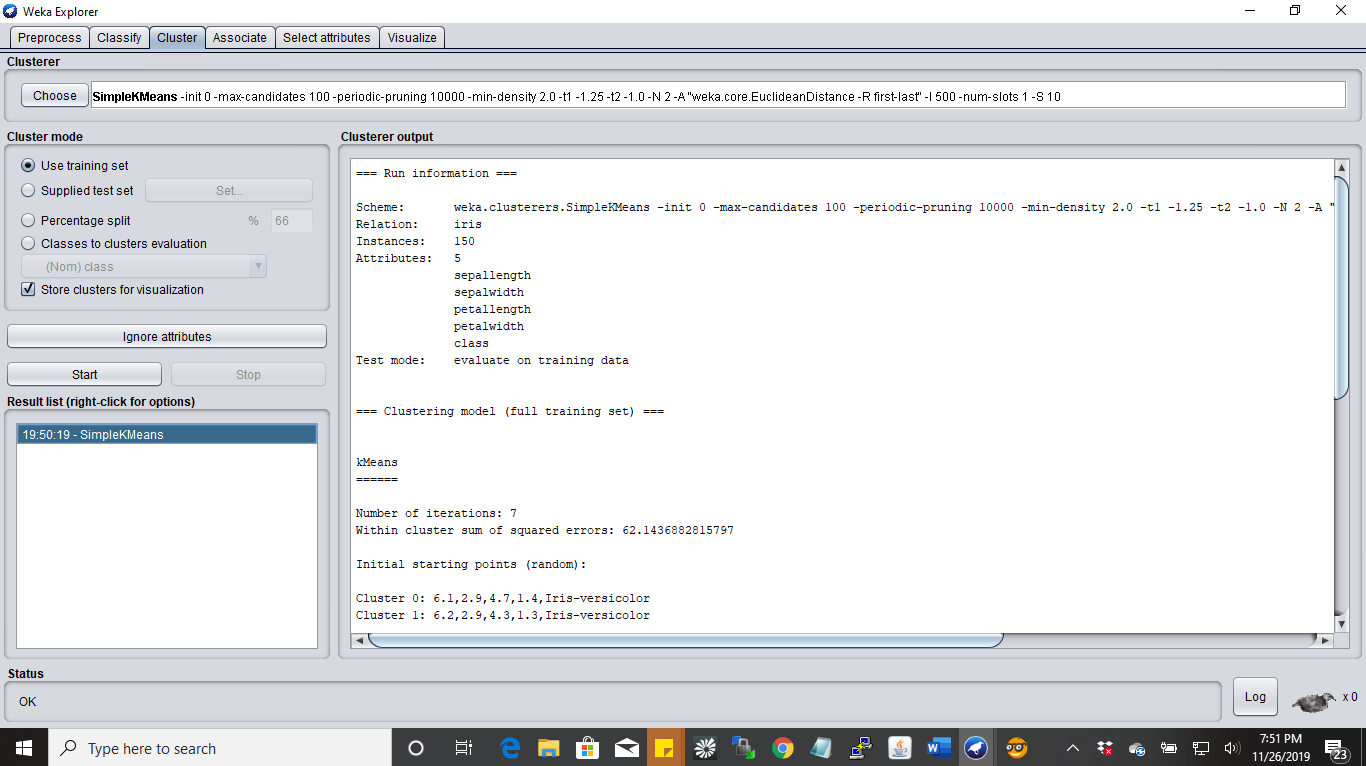 Weka Explorer
Preprocess Classify Cluster Associate Select attributes Visualize
Clusterer
Choose SimpleKMeans -init 0 -max-candidates 100 -periodic-pruning 10000 -min-density 2.0 -t1 -1.25 -t2 -1.0 -N 2 -A "weka.core.EuclideanDistance -R first-last" -I 500 -num-slots 1 -S 10
Cluster mode
Use training set
Supplied test set Set...
Percentage split % 66
Classes to clusters evaluation
(Nom) class
Store clusters for visualization
Ignore attributes
Start Stop
Result list (right-click for options)
19:50:19 - SimpleKMeans
Clusterer output
=== Run information ===
Scheme: weka.clusterers.SimpleKMeans -init 0 -max-candidates 100 -periodic-pruning 10000 -min-density 2.0 -t1 -1.25 -t2 -1.0 -N 2 -A "
Relation: iris
Instances: 150
Attributes: 5
sepallength
sepalwidth
petallength
petalwidth
class
Test mode: evaluate on training data
=== Clustering model (full training set) ===
kMeans
======
Number of iterations: 7
Within cluster sum of squared errors: 62.1436882815797
Initial starting points (random):
Cluster 0: 6.1,2.9,4.7,1.4,Iris-versicolor
Cluster 1: 6.2,2.9,4.3,1.3,Iris-versicolor
Status
OK
Log x 0
Type here to search
7:51 PM
11/26/2019
23